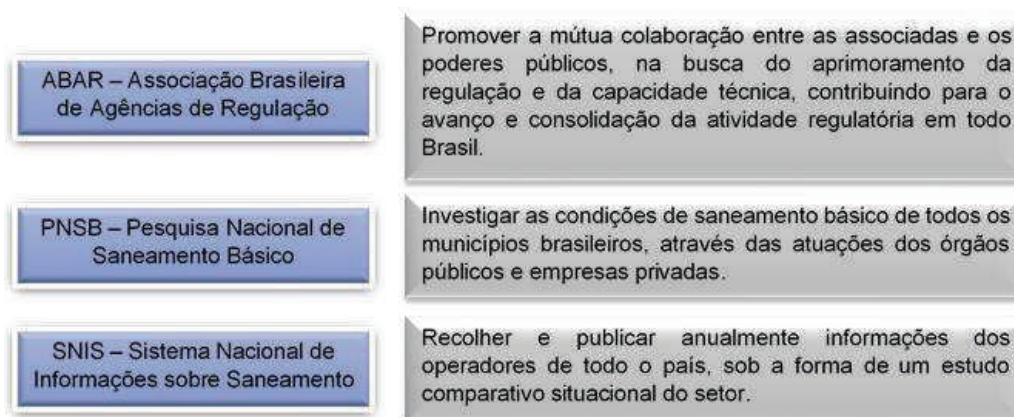 ABAR – Associação Brasileira
de Agências de Regulação
Promover a mútua colaboração entre as associadas e os
poderes públicos, na busca do aprimoramento da
regulação e da capacidade técnica, contribuindo para o
avanço e consolidação da atividade regulatória em todo
Brasil.
PNSB – Pesquisa Nacional de
Saneamento Básico
Investigar as condições de saneamento básico de todos os
municípios brasileiros, através das atuações dos órgãos
públicos e empresas privadas.
SNIS – Sistema Nacional de
Informações sobre Saneamento
Recolher e publicar anualmente informações dos
operadores de todo o país, sob a forma de um estudo
comparativo situacional do setor.